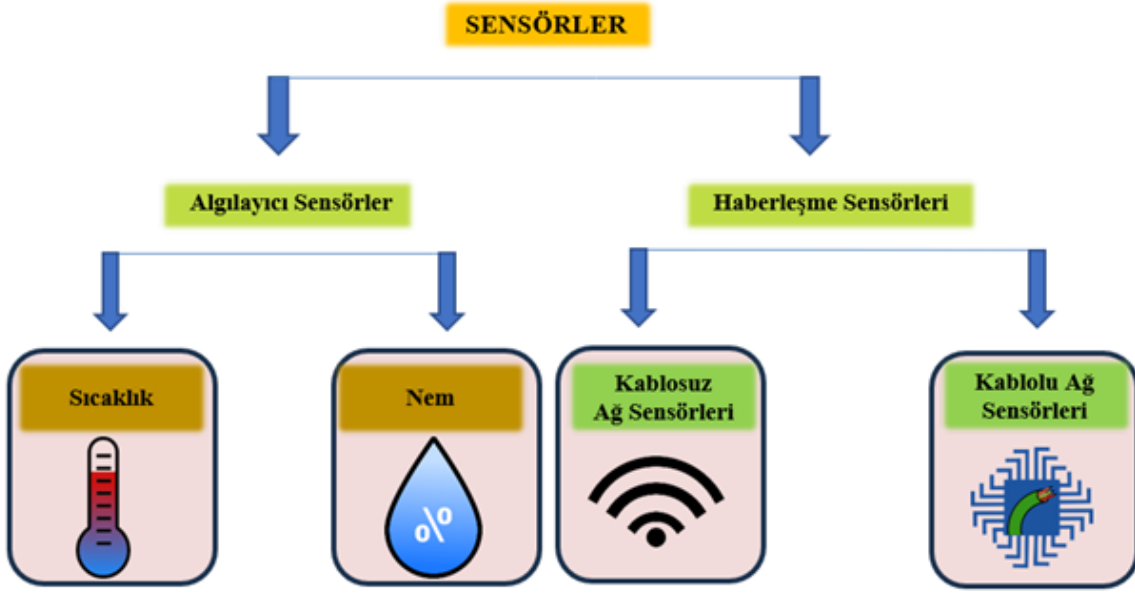 SENSÖRLER
Algılayıcı Sensörler
Haberleşme Sensörleri
Sıcaklık
Nem
Kablosuz
Ağ Sensörleri
Kablolu Ağ
Sensörleri
%